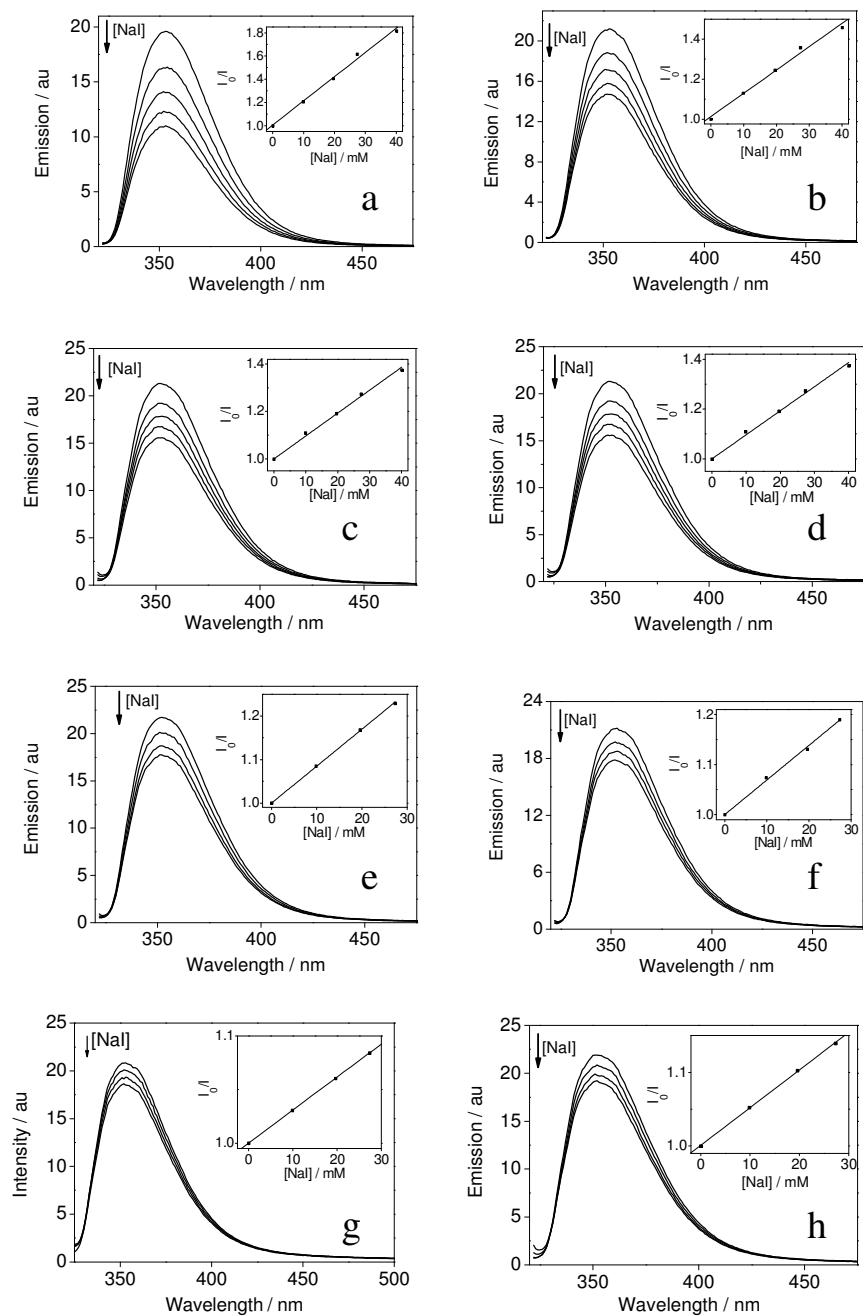 20
15
10
5
0
Emission / au
[NaI]
1.8
1.6
1.4
1.2
1.0
I0/I
0 10 20 30 40
[NaI] / mM
a
350 400 450
Wavelength / nm
24
20
16
12
8
4
0
Emission / au
[NaI]
1.4
1.2
1.0
I0/I
0 10 20 30 40
[NaI] / mM
b
350 400 450
Wavelength / nm
25
20
15
10
5
0
Emission / au
[NaI]
1.4
1.2
1.0
I0/I
0 10 20 30 40
[NaI] / mM
c
350 400 450
Wavelength / nm
25
20
15
10
5
0
Emission / au
[NaI]
1.4
1.2
1.0
I0/I
0 10 20 30 40
[NaI] / mM
d
350 400 450
Wavelength / nm
25
20
15
10
5
0
Emission / au
[NaI]
1.2
1.1
1.0
I0/I
0 10 20 30
[NaI] / mM
e
350 400 450
Wavelength / nm
24
18
12
6
0
Emission / au
[NaI]
1.2
1.1
1.0
I0/I
0 10 20 30
[NaI] / mM
f
350 400 450
Wavelength / nm
25
20
15
10
5
0
Intensity / au
[NaI]
1.1
1.0
I0/I
0 10 20 30
[NaI] / mM
g
350 400 450 500
Wavelength / nm
25
20
15
10
5
0
Emission / au
[NaI]
1.1
1.0
I0/I
0 10 20 30
[NaI] / mM
h
350 400 450
Wavelength / nm